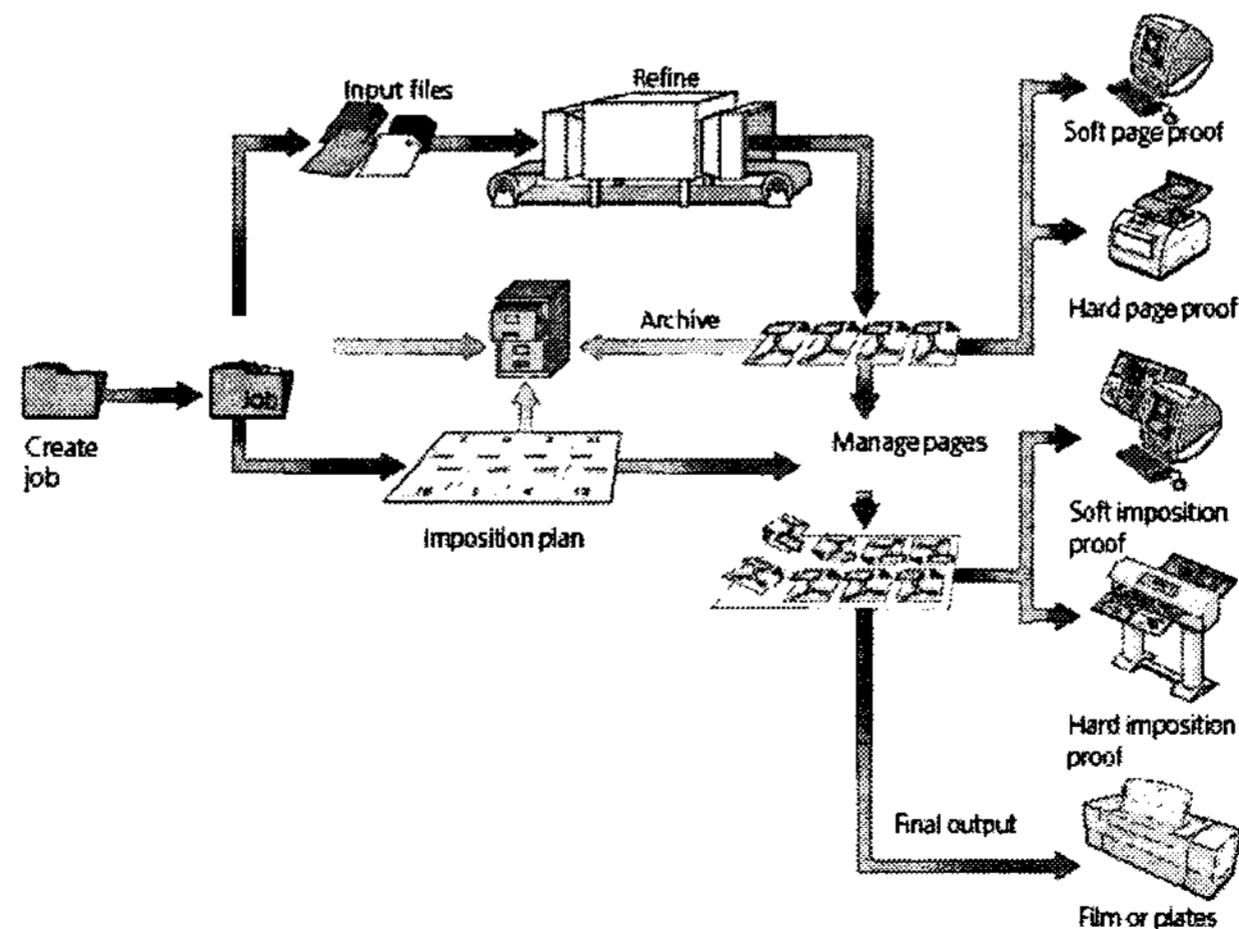 Input files
Refine
Soft page proof
Hard page proof
Archive
Create
job
Job
Manage pages
Imposition plan
Soft imposition
proof
Hard imposition
proof
Final output
Film or plates